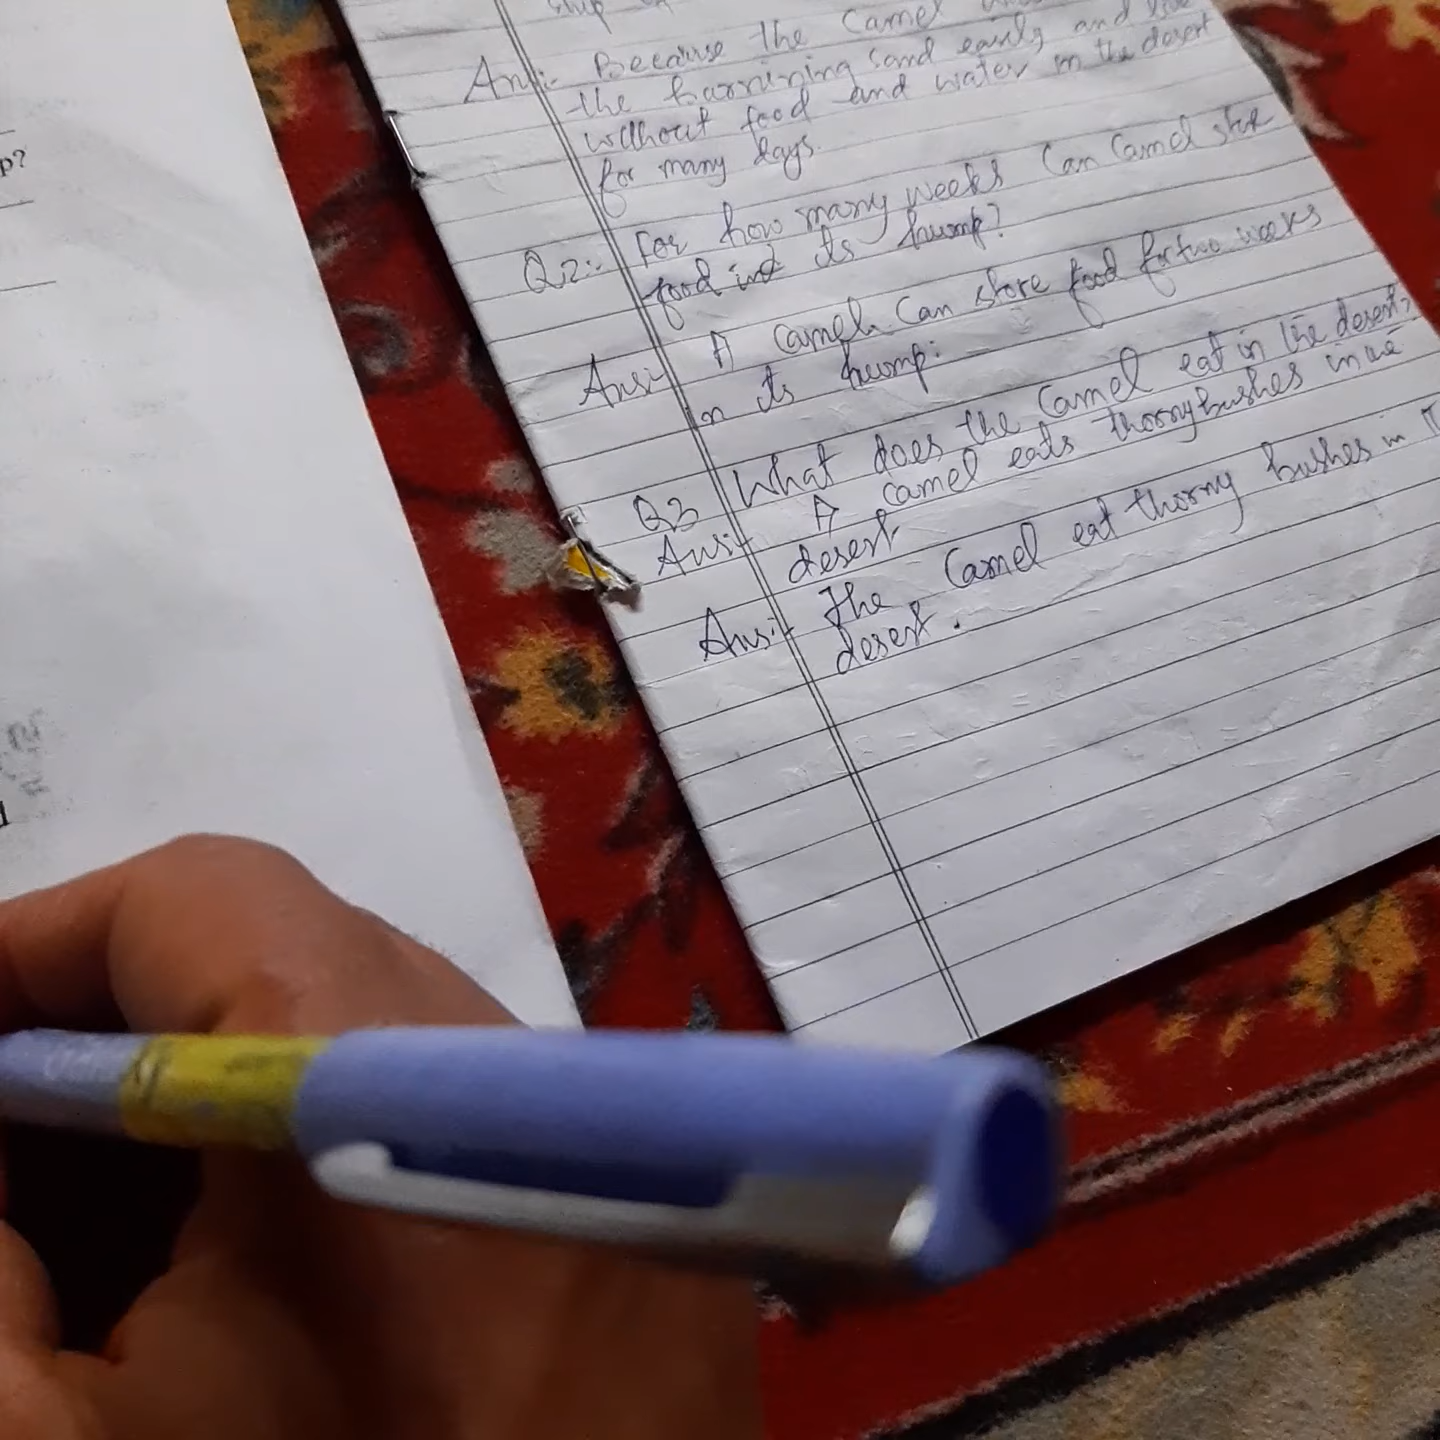 p?
Ans:- Because the Camel
the barnining sand easily and live
without food and water in the desert
for many days.
Q2:- For how many weeks Can Camel store
food in its hump?
Ans:- A Camel Can store food for two weeks
in its hump.
Q3 What does the Camel eat in the desert?
Ans:- A camel eats thorny bushes in
desert
Ans:- The Camel eat thorny bushes in
desert.